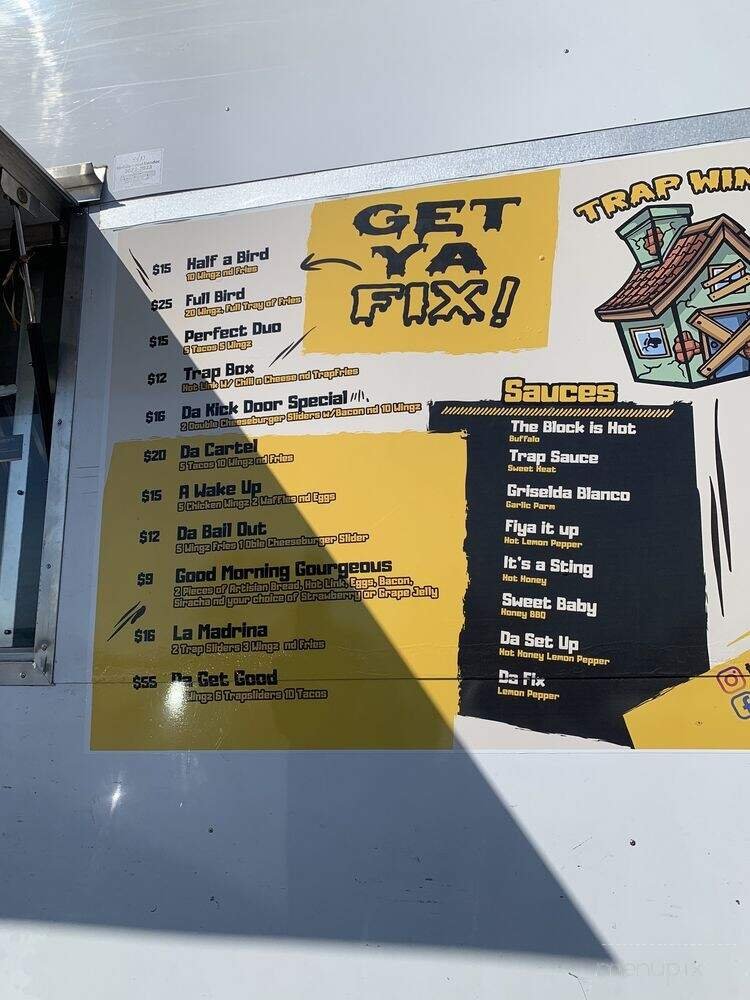 GET
YA
FIX!
TRAP WIN
$15 Half a Bird
10 Wingz nd Fries
$25 Full Bird
20 Wingz, Full Tray of Fries
$15 Perfect Duo
5 Tacos 5 Wingz
$12 Trap Box
Hot Link W/ Chili n Cheese nd TrapFries
$16 Da Kick Door Special
2 Double Cheeseburger Sliders w/Bacon nd 10 Wingz
$20 Da Cartel
5 Tacos 10 Wingz nd Fries
$15 A Wake Up
5 Chicken Wingz 2 Waffles nd Eggs
$12 Da Bail Out
5 Wingz Fries 1 Dble Cheeseburger Slider
$9 Good Morning Gourgeous
2 Pieces of Artisian Bread, Hot Link, Eggs, Bacon,
Siracha nd your choice of Strawberry or Grape Jelly
$16 La Madrina
2 Trap Sliders 3 Wingz nd Fries
$55 Da Get Good
Wingz 6 Trapsliders 10 Tacos
Sauces
The Block is Hot
Buffalo
Trap Sauce
Sweet Heat
Griselda Blanco
Garlic Parm
Fiya it up
Hot Lemon Pepper
It's a Sting
Hot Honey
Sweet Baby
Honey BBQ
Da Set Up
Hot Honey Lemon Pepper
Da Fix
Lemon Pepper
menupix